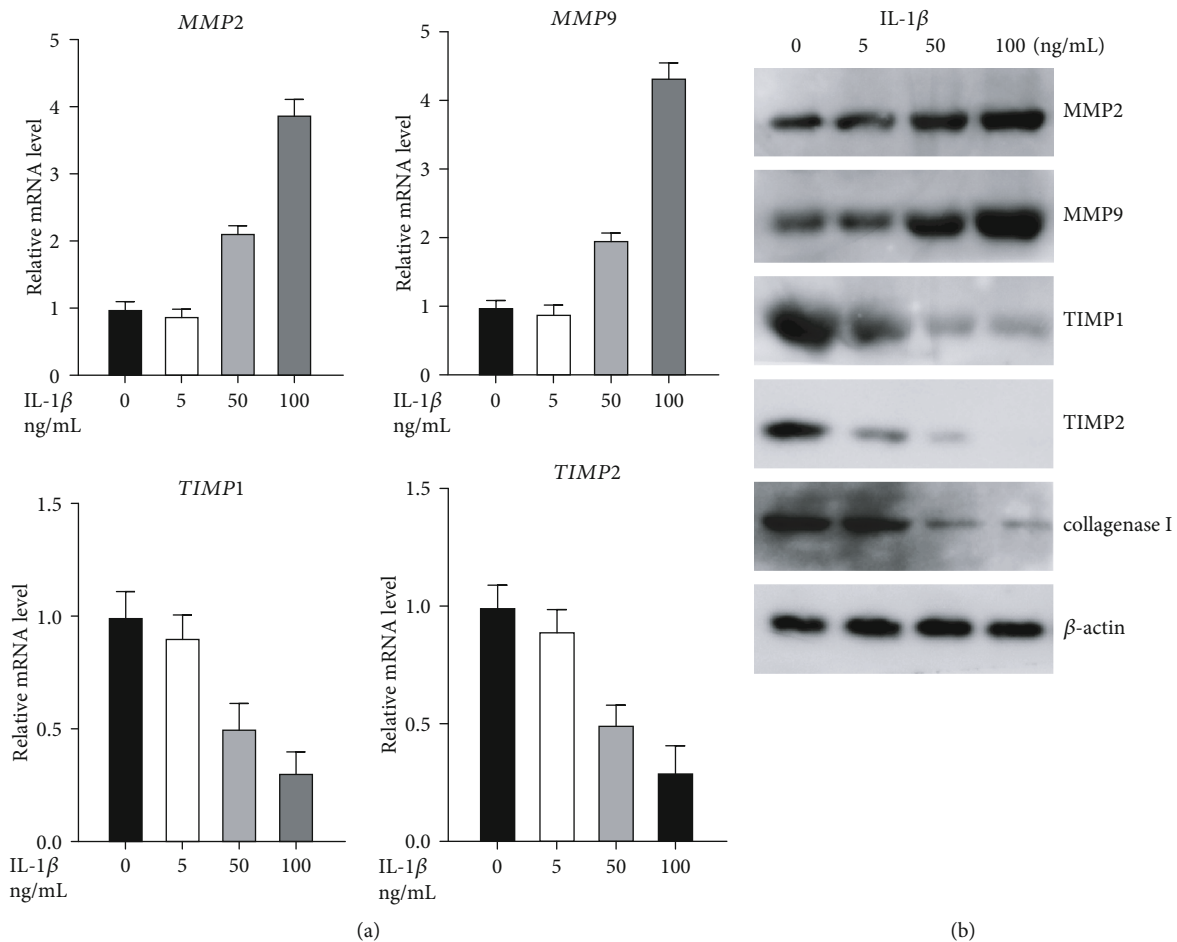 MMP2
Relative mRNA level
5
4
3
2
1
0
IL-1β
ng/mL
0 5 50 100
MMP9
Relative mRNA level
5
4
3
2
1
0
IL-1β
ng/mL
0 5 50 100
TIMP1
Relative mRNA level
1.5
1.0
0.5
0.0
IL-1β
ng/mL
0 5 50 100
TIMP2
Relative mRNA level
1.5
1.0
0.5
0.0
IL-1β
ng/mL
0 5 50 100
(a)
IL-1β
0 5 50 100 (ng/mL)
MMP2
MMP9
TIMP1
TIMP2
collagenase I
β-actin
(b)